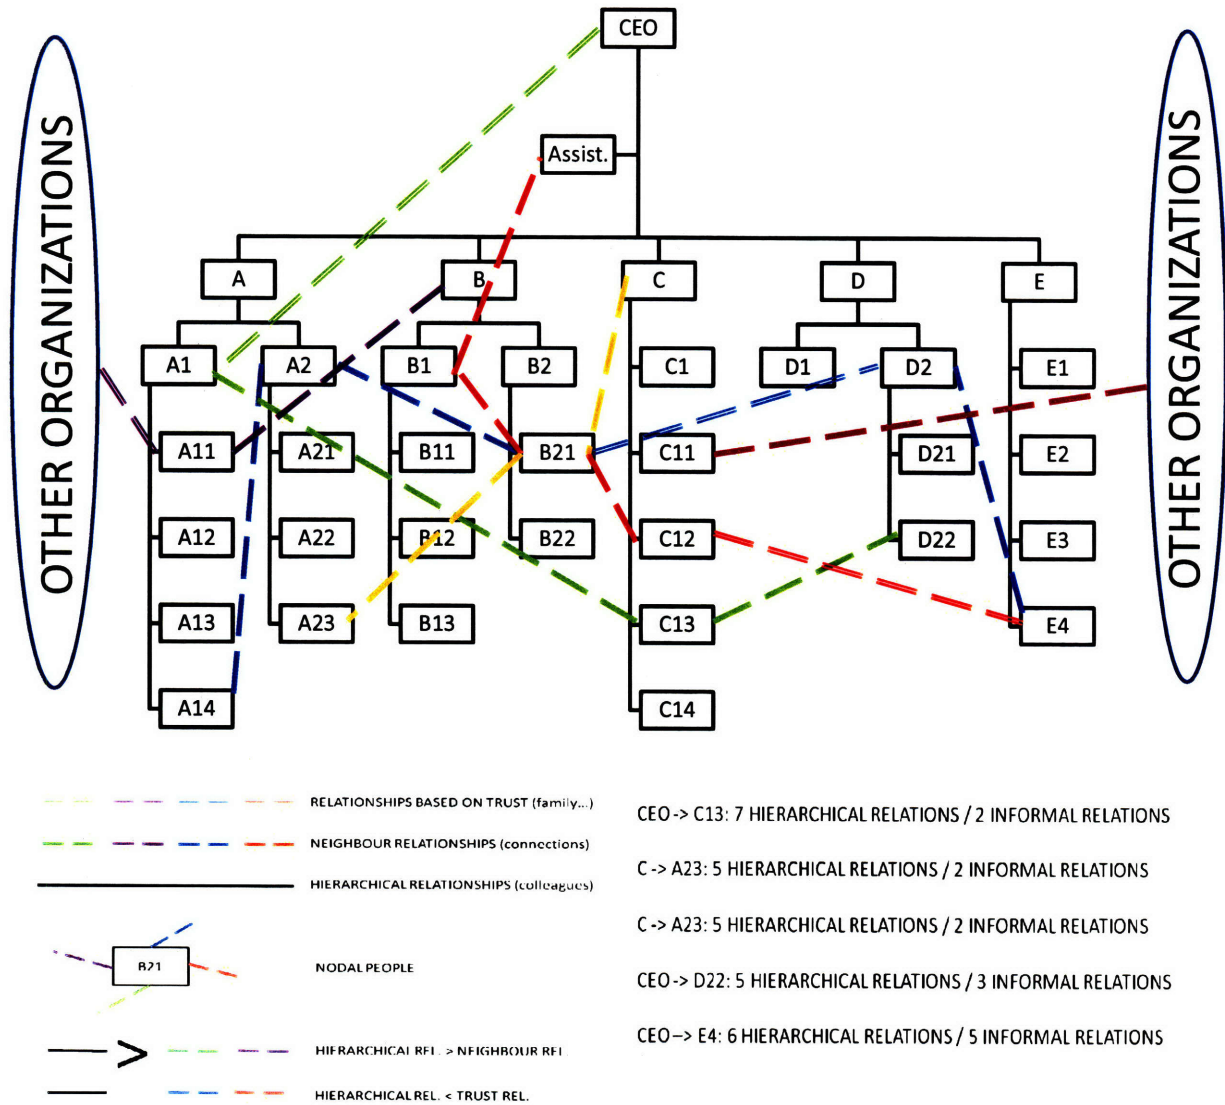 CEO
Assist.
OTHER ORGANIZATIONS
OTHER ORGANIZATIONS
A
B
C
D
E
A1
A2
B1
B2
C1
D1
D2
E1
A11
A21
B11
B21
C11
D21
E2
A12
A22
B12
B22
C12
D22
E3
A13
A23
B13
C13
E4
A14
C14
RELATIONSHIPS BASED ON TRUST (family...)
NEIGHBOUR RELATIONSHIPS (connections)
HIERARCHICAL RELATIONSHIPS (colleagues)
B21
NODAL PEOPLE
> HIERARCHICAL REL. > NEIGHBOUR REL
HIERARCHICAL REL. < TRUST REL.
CEO -> C13: 7 HIERARCHICAL RELATIONS / 2 INFORMAL RELATIONS
C -> A23: 5 HIERARCHICAL RELATIONS / 2 INFORMAL RELATIONS
C -> A23: 5 HIERARCHICAL RELATIONS / 2 INFORMAL RELATIONS
CEO -> D22: 5 HIERARCHICAL RELATIONS / 3 INFORMAL RELATIONS
CEO –> E4: 6 HIERARCHICAL RELATIONS / 5 INFORMAL RELATIONS